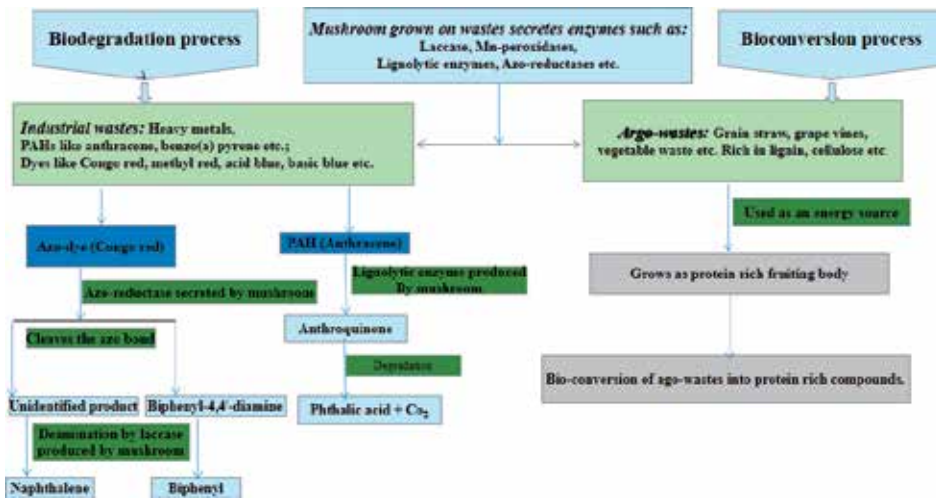 Biodegradation process
Mushroom grown on wastes secretes enzymes such as:
Laccase, Mn-peroxidases,
Lignolytic enzymes, Azo-reductases etc.
Bioconversion process
Industrial wastes: Heavy metals,
PAHs like anthracene, benzo(a) pyrene etc.;
Dyes like Congo red, methyl red, acid blue, basic blue etc.
Argo-wastes: Grain straw, grape vines,
vegetable waste etc. Rich in lignin, cellulose etc
Used as an energy source
Azo-dye (Congo red)
PAH (Anthracene)
Lignolytic enzyme produced
By mushroom
Grows as protein rich fruiting body
Azo-reductase secreted by mushroom
Anthroquinone
Cleaves the azo bond
Degradation
Bio-conversion of ago-wastes into protein rich compounds.
Unidentified product
Biphenyl-4,4'-diamine
Phthalic acid + Co₂
Deamonation by laccase
produced by mushroom
Naphthalene
Biphenyl